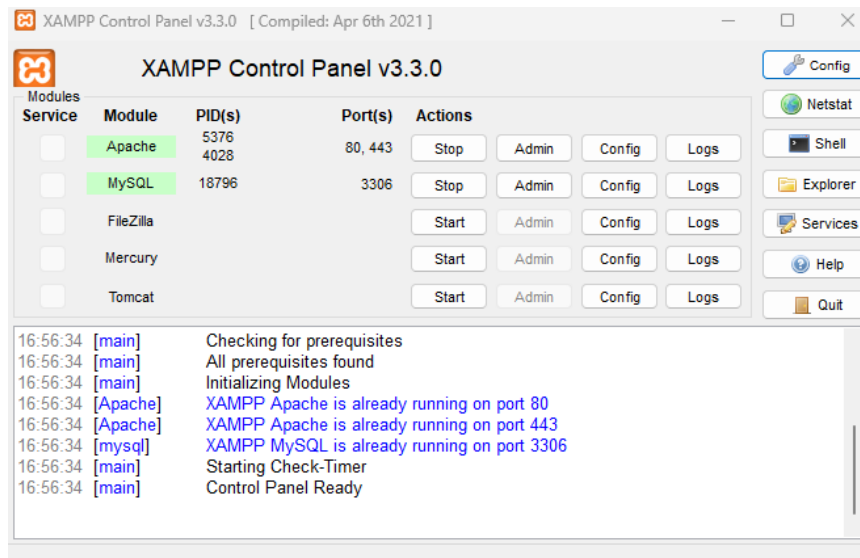 XAMPP Control Panel v3.3.0 [ Compiled: Apr 6th 2021 ]
XAMPP Control Panel v3.3.0
Config
Modules
Service Module PID(s) Port(s) Actions
Netstat
Apache 5376 4028 80, 443 Stop Admin Config Logs
Shell
MySQL 18796 3306 Stop Admin Config Logs
Explorer
FileZilla Start Admin Config Logs
Services
Mercury Start Admin Config Logs
Help
Tomcat Start Admin Config Logs
Quit
16:56:34 [main] Checking for prerequisites
16:56:34 [main] All prerequisites found
16:56:34 [main] Initializing Modules
16:56:34 [Apache] XAMPP Apache is already running on port 80
16:56:34 [Apache] XAMPP Apache is already running on port 443
16:56:34 [mysql] XAMPP MySQL is already running on port 3306
16:56:34 [main] Starting Check-Timer
16:56:34 [main] Control Panel Ready